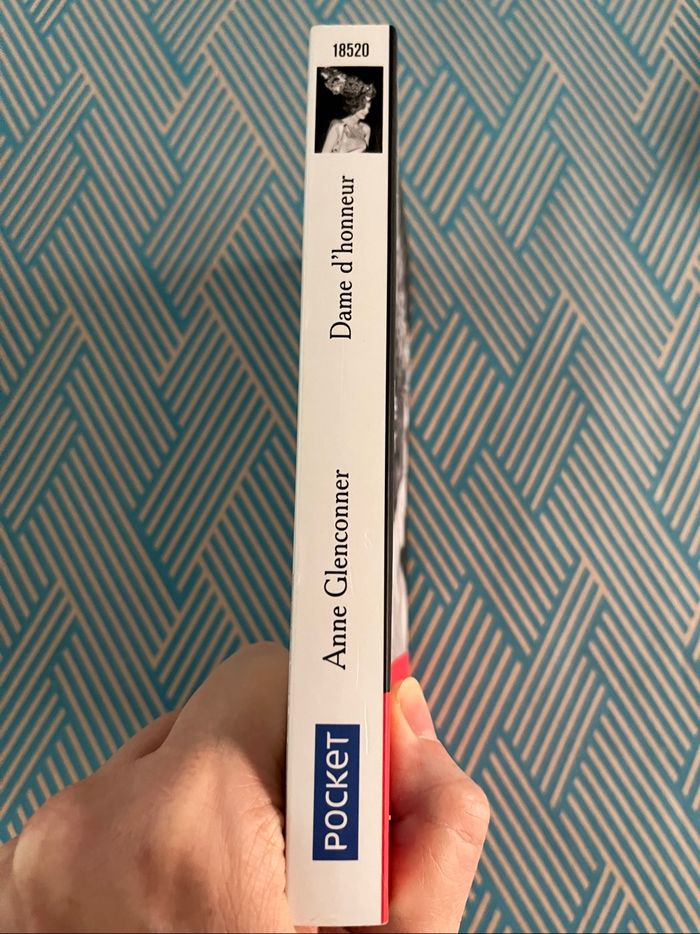 18520
Dame d'honneur
Anne Glenconner
POCKET